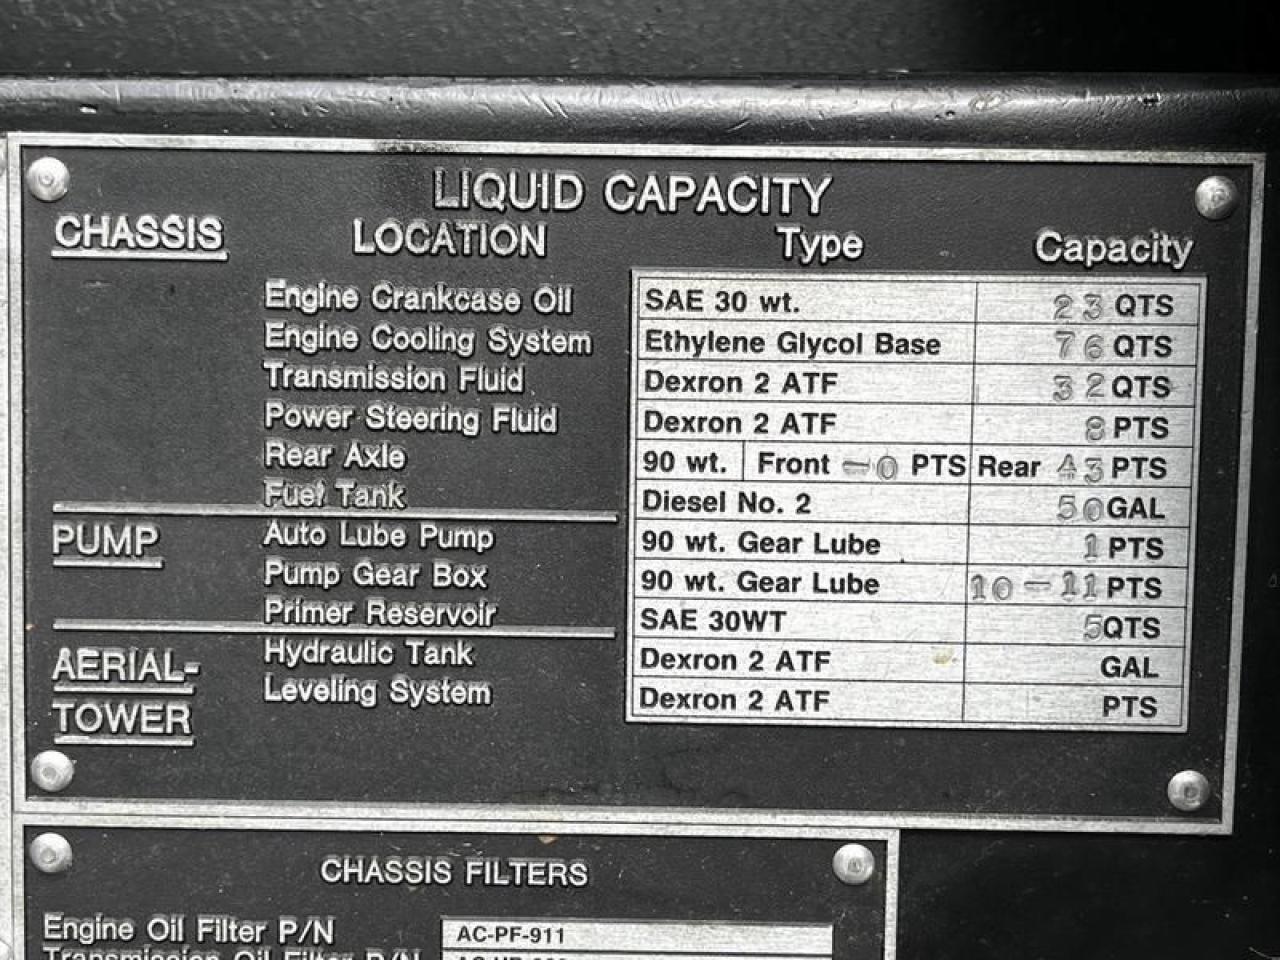 LIQUID CAPACITY
CHASSIS LOCATION Type Capacity
Engine Crankcase Oil SAE 30 wt. 23 QTS
Engine Cooling System Ethylene Glycol Base 76 QTS
Transmission Fluid Dexron 2 ATF 32 QTS
Power Steering Fluid Dexron 2 ATF 8 PTS
Rear Axle 90 wt. Front -0 PTS Rear 43 PTS
Fuel Tank Diesel No. 2 50 GAL
PUMP Auto Lube Pump 90 wt. Gear Lube 1 PTS
Pump Gear Box 90 wt. Gear Lube 10-11 PTS
Primer Reservoir SAE 30WT 5 QTS
AERIAL- Hydraulic Tank Dexron 2 ATF GAL
TOWER Leveling System Dexron 2 ATF PTS
CHASSIS FILTERS
Engine Oil Filter P/N AC-PF-911
Transmission Oil Filter P/N